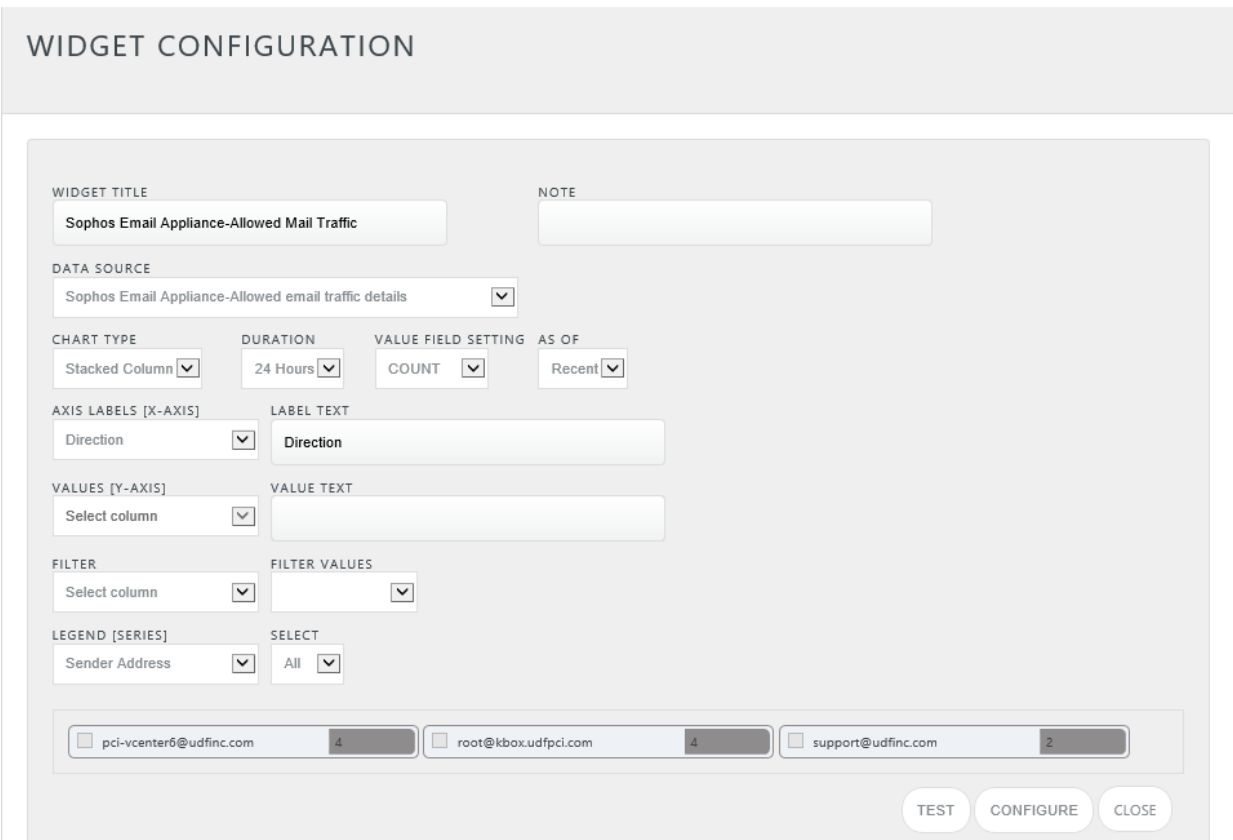 WIDGET CONFIGURATION
WIDGET TITLE NOTE
Sophos Email Appliance-Allowed Mail Traffic
DATA SOURCE
Sophos Email Appliance-Allowed email traffic details
CHART TYPE DURATION VALUE FIELD SETTING AS OF
Stacked Column 24 Hours COUNT Recent
AXIS LABELS [X-AXIS] LABEL TEXT
Direction Direction
VALUES [Y-AXIS] VALUE TEXT
Select column
FILTER FILTER VALUES
Select column
LEGEND [SERIES] SELECT
Sender Address All
pci-vcenter6@udfinc.com 4 root@kbox.udfpci.com 4 support@udfinc.com 2
TEST CONFIGURE CLOSE